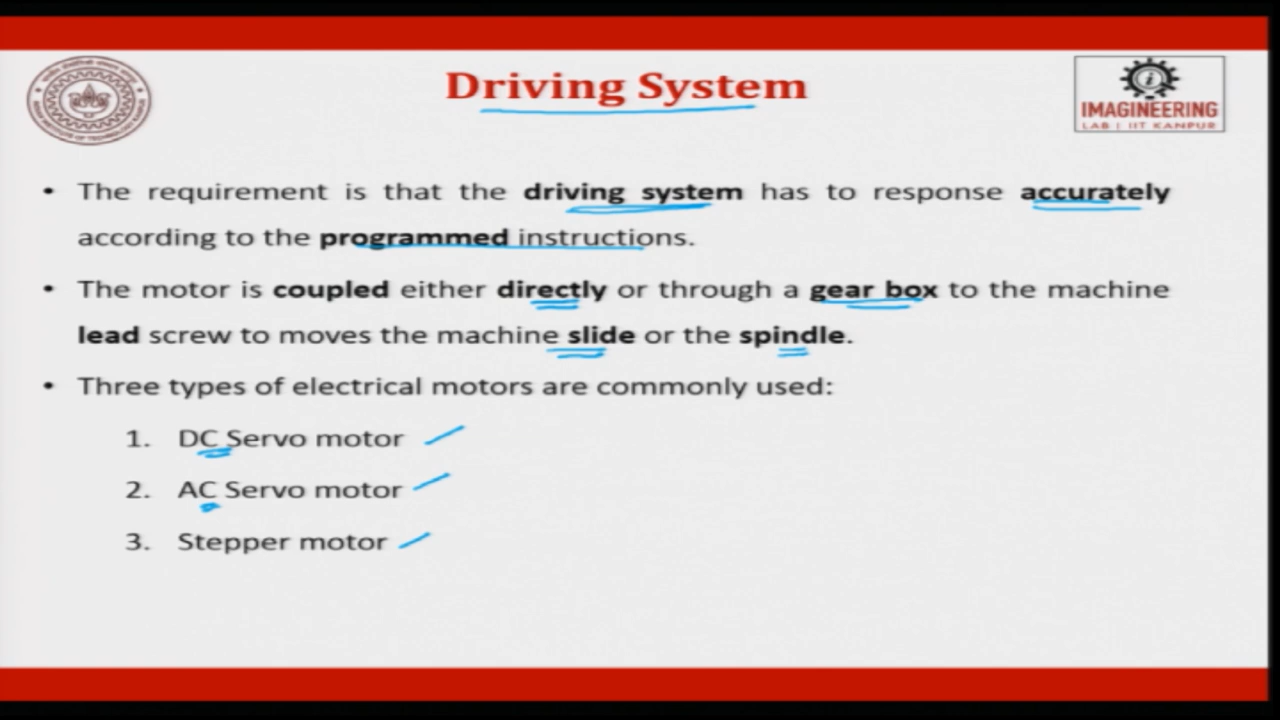 Driving System
IMAGINEERING
LAB | IIT KANPUR
• The requirement is that the driving system has to response accurately
according to the programmed instructions.
• The motor is coupled either directly or through a gear box to the machine
lead screw to moves the machine slide or the spindle.
• Three types of electrical motors are commonly used:
1. DC Servo motor
2. AC Servo motor
3. Stepper motor